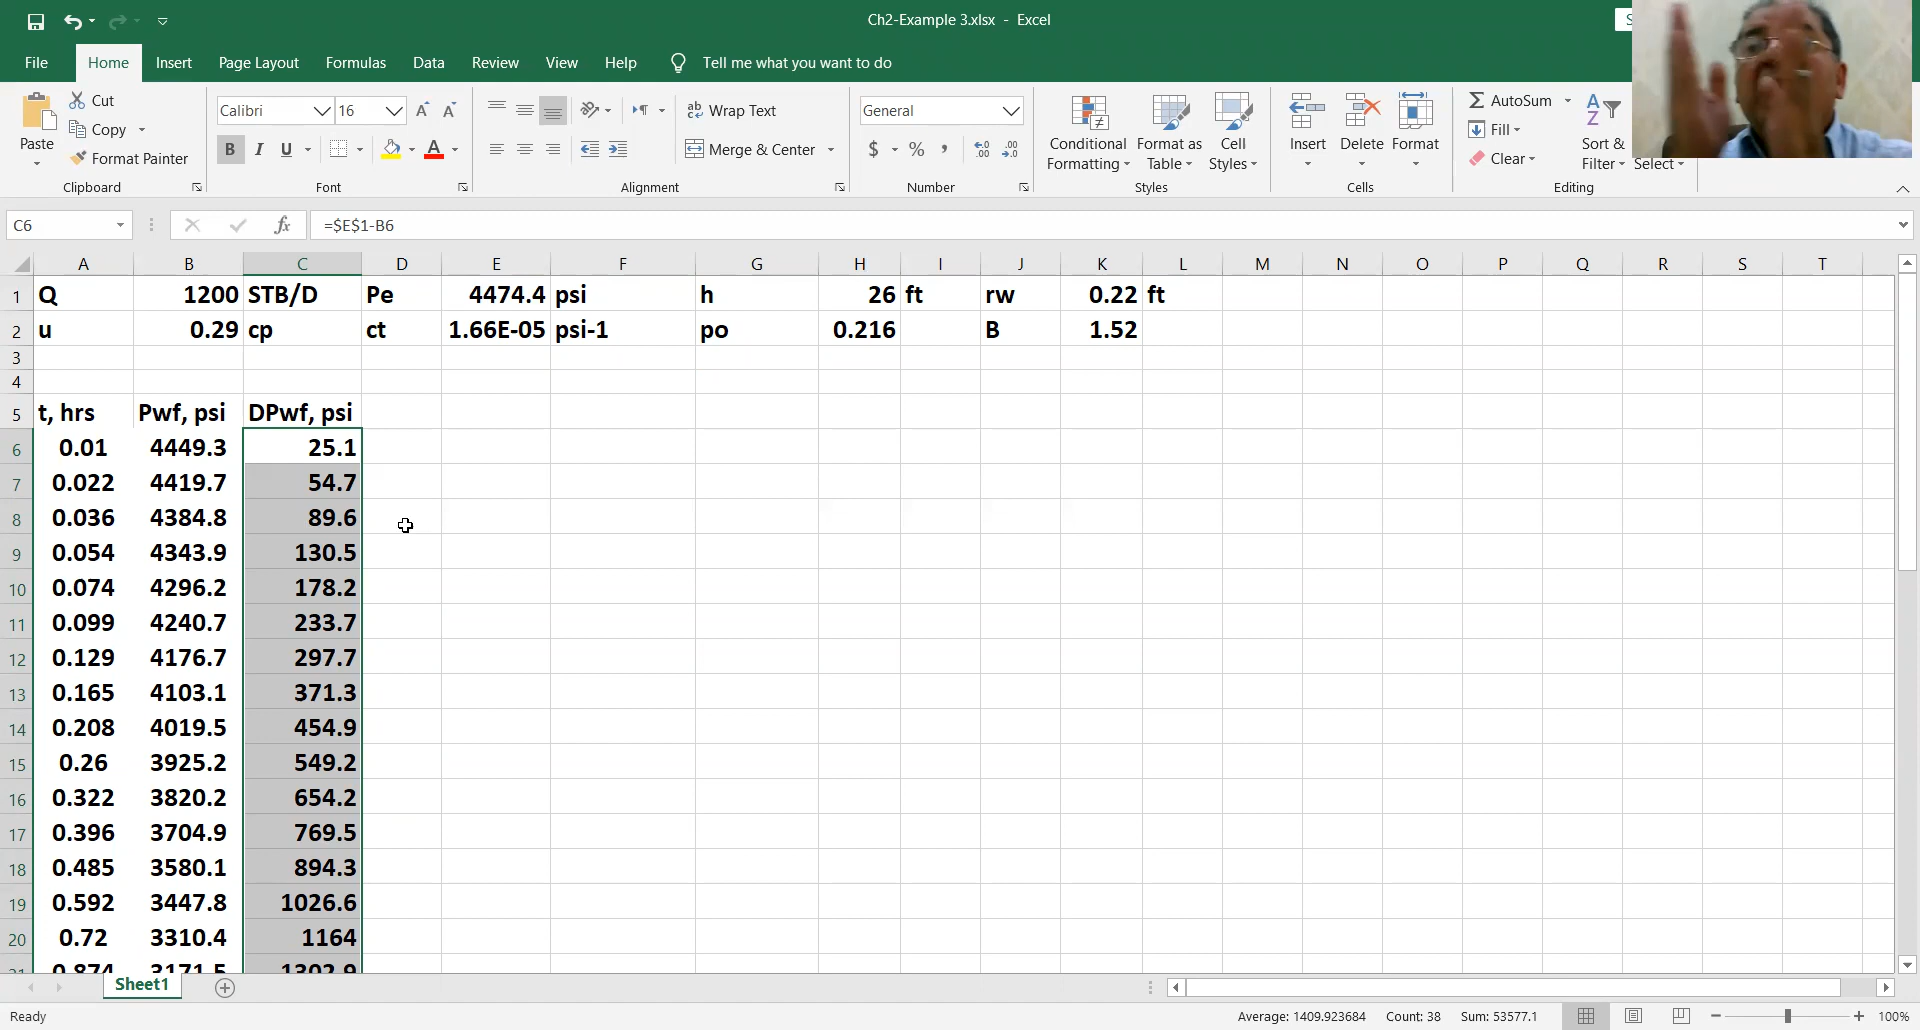 Ch2-Example 3.xlsx - Excel
File Home Insert Page Layout Formulas Data Review View Help Tell me what you want to do
Paste Cut Copy Format Painter Clipboard
Calibri 16 A A B I U A Font
ab Wrap Text Merge & Center Alignment
General $ % , .00 .00 Number
Conditional Formatting Format as Table Cell Styles Styles
Insert Delete Format Cells
AutoSum Fill Clear Sort & Filter Select Editing
C6 fx =$E$1-B6
A B C D E F G H I J K L M N O P Q R S T
1 Q 1200 STB/D Pe 4474.4 psi h 26 ft rw 0.22 ft
2 u 0.29 cp ct 1.66E-05 psi-1 po 0.216 B 1.52
3
4
5 t, hrs Pwf, psi DPwf, psi
6 0.01 4449.3 25.1
7 0.022 4419.7 54.7
8 0.036 4384.8 89.6
9 0.054 4343.9 130.5
10 0.074 4296.2 178.2
11 0.099 4240.7 233.7
12 0.129 4176.7 297.7
13 0.165 4103.1 371.3
14 0.208 4019.5 454.9
15 0.26 3925.2 549.2
16 0.322 3820.2 654.2
17 0.396 3704.9 769.5
18 0.485 3580.1 894.3
19 0.592 3447.8 1026.6
20 0.72 3310.4 1164
21 0.874 3171.5 1302.9
Sheet1
Ready Average: 1409.923684 Count: 38 Sum: 53577.1 100%